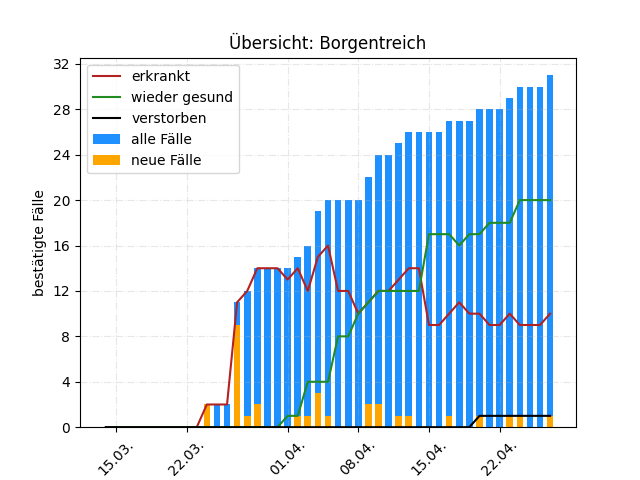 Übersicht: Borgentreich
bestätigte Fälle
32
28
24
20
16
12
8
4
0
erkrankt
wieder gesund
verstorben
alle Fälle
neue Fälle
15.03.
22.03.
01.04.
08.04.
15.04.
22.04.